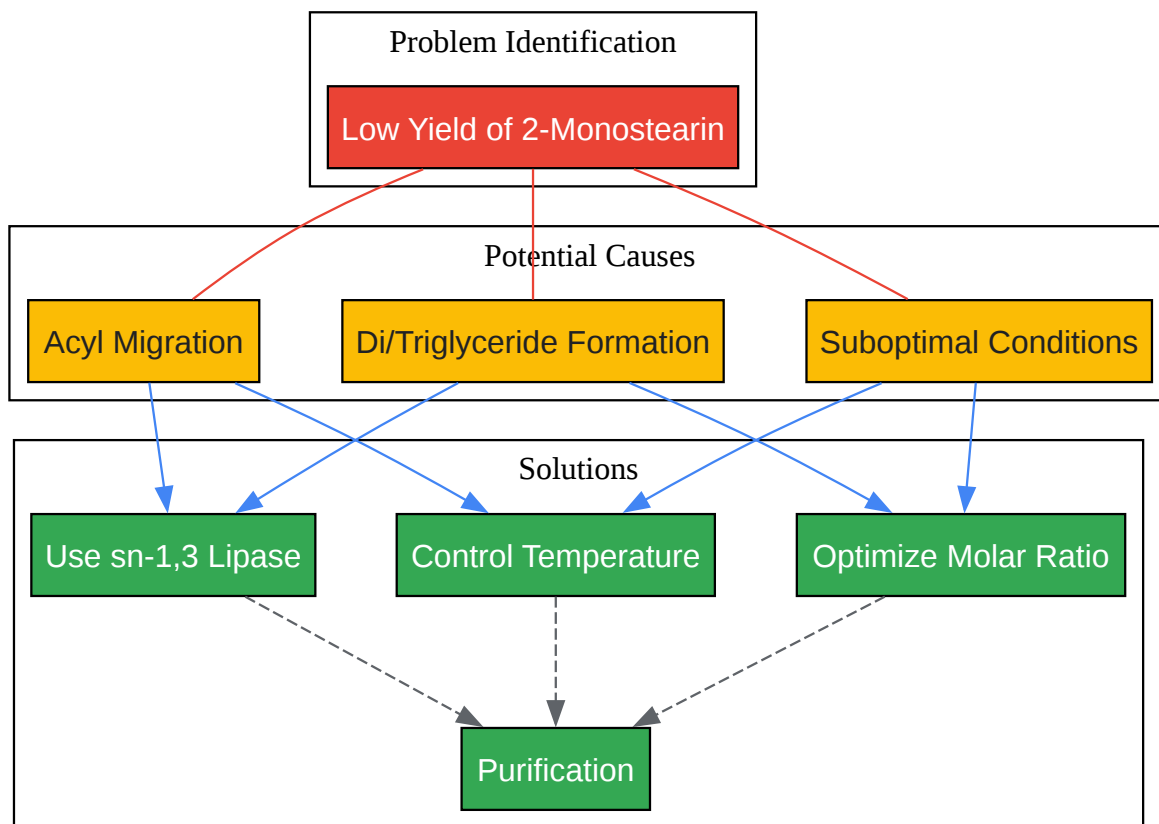 Problem Identification
Low Yield of 2-Monostearin
Potential Causes
Acyl Migration
Di/Triglyceride Formation
Suboptimal Conditions
Solutions
Use sn-1,3 Lipase
Control Temperature
Optimize Molar Ratio
Purification